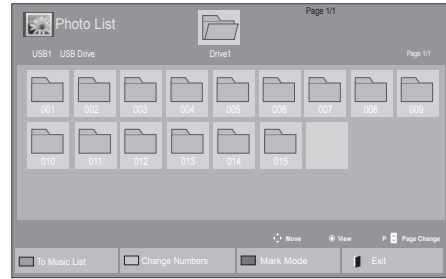 Page 1/1
Photo List
USB1 USB Drive Drive1 Page 1/1
001 002 003 004 005 006 007 008 009
010 011 012 013 014 015
Move View P Page Change
To Music List Change Numbers Mark Mode Exit